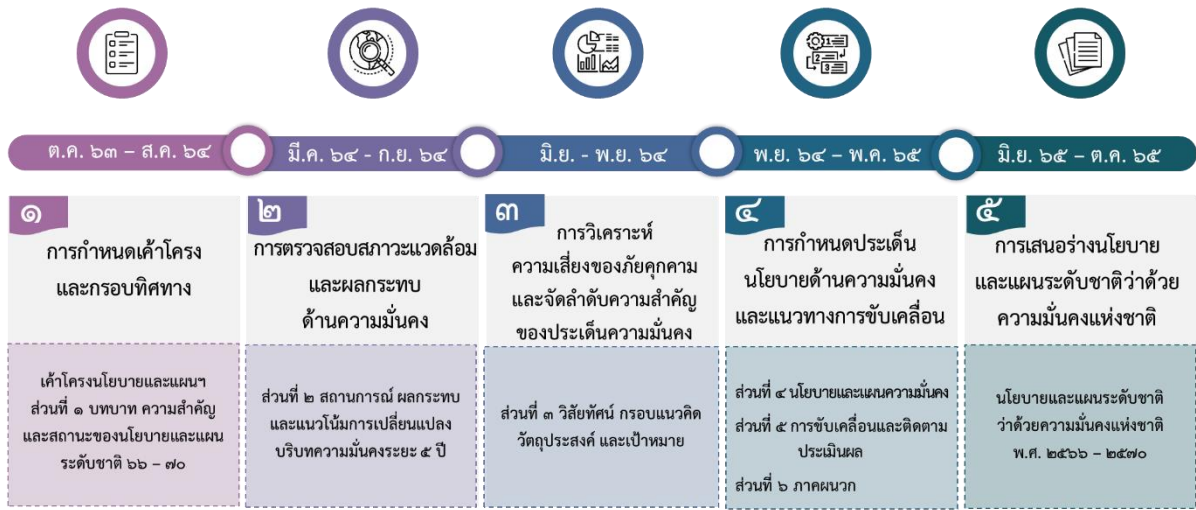 ต.ค. ๖๓ – ส.ค. ๖๔
มี.ค. ๖๔ - ก.ย. ๖๔
มิ.ย. - พ.ย. ๖๔
พ.ย. ๖๔ – พ.ค. ๖๕
มิ.ย. ๖๕ – ต.ค. ๖๕
๑
การกำหนดเค้าโครง
และกรอบทิศทาง
เค้าโครงนโยบายและแผนฯ
ส่วนที่ ๑ บทบาท ความสำคัญ
และสถานะของนโยบายและแผน
ระดับชาติ ๖๖ – ๗๐
๒
การตรวจสอบสภาวะแวดล้อม
และผลกระทบ
ด้านความมั่นคง
ส่วนที่ ๒ สถานการณ์ ผลกระทบ
และแนวโน้มการเปลี่ยนแปลง
บริบทความมั่นคงระยะ ๕ ปี
๓
การวิเคราะห์
ความเสี่ยงของภัยคุกคาม
และจัดลำดับความสำคัญ
ของประเด็นความมั่นคง
ส่วนที่ ๓ วิสัยทัศน์ กรอบแนวคิด
วัตถุประสงค์ และเป้าหมาย
๔
การกำหนดประเด็น
นโยบายด้านความมั่นคง
และแนวทางการขับเคลื่อน
ส่วนที่ ๔ นโยบายและแผนความมั่นคง
ส่วนที่ ๕ การขับเคลื่อนและติดตาม
ประเมินผล
ส่วนที่ ๖ ภาคผนวก
๕
การเสนอร่างนโยบาย
และแผนระดับชาติว่าด้วย
ความมั่นคงแห่งชาติ
นโยบายและแผนระดับชาติ
ว่าด้วยความมั่นคงแห่งชาติ
พ.ศ. ๒๕๖๖ – ๒๕๗๐